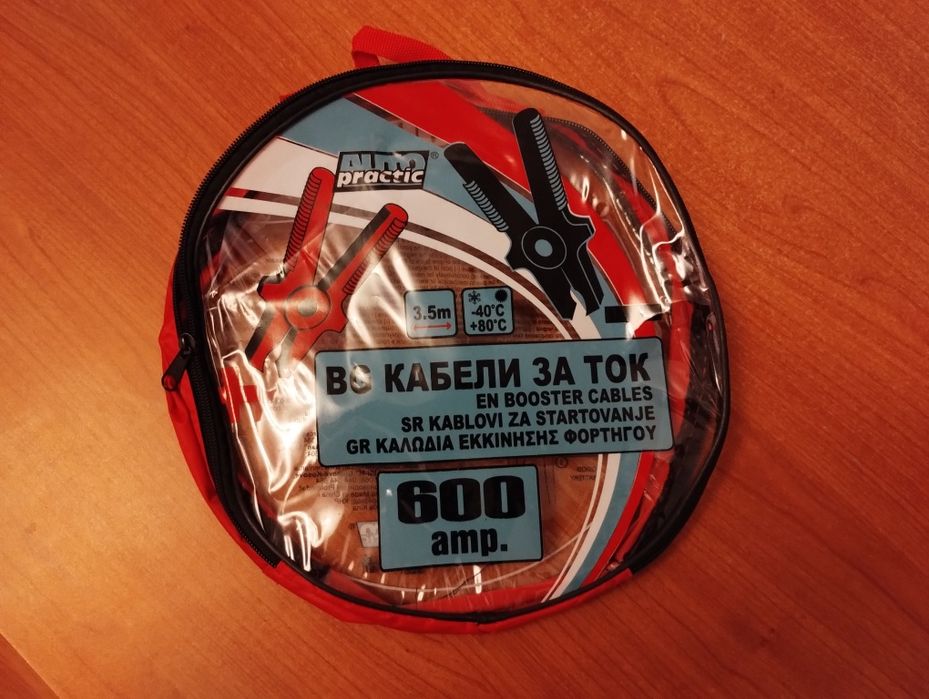 AUTO
practic®
3.5m
-40°C
+80°C
BG КАБЕЛИ ЗА ТОК
EN BOOSTER CABLES
SR KABLOVI ZA STARTOVANJE
GR ΚΑΛΩΔΙΑ ΕΚΚΙΝΗΣΗΣ ΦΟΡΤΗΓΟΥ
600
amp.